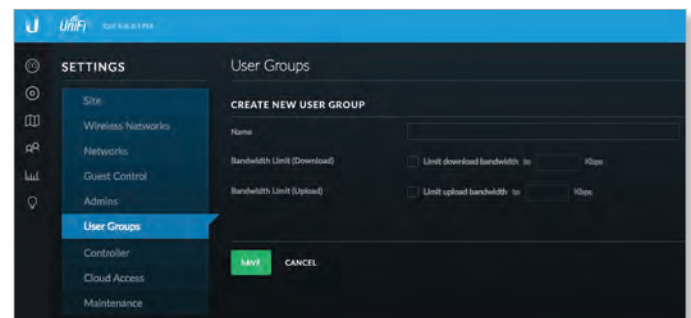 U UniFi
SETTINGS
Site
Wireless Networks
Networks
Guest Control
Admins
User Groups
Controller
Cloud Access
Maintenance
User Groups
CREATE NEW USER GROUP
Name
Bandwidth Limit (Download) Limit download bandwidth to Kbps
Bandwidth Limit (Upload) Limit upload bandwidth to Kbps
SAVE CANCEL